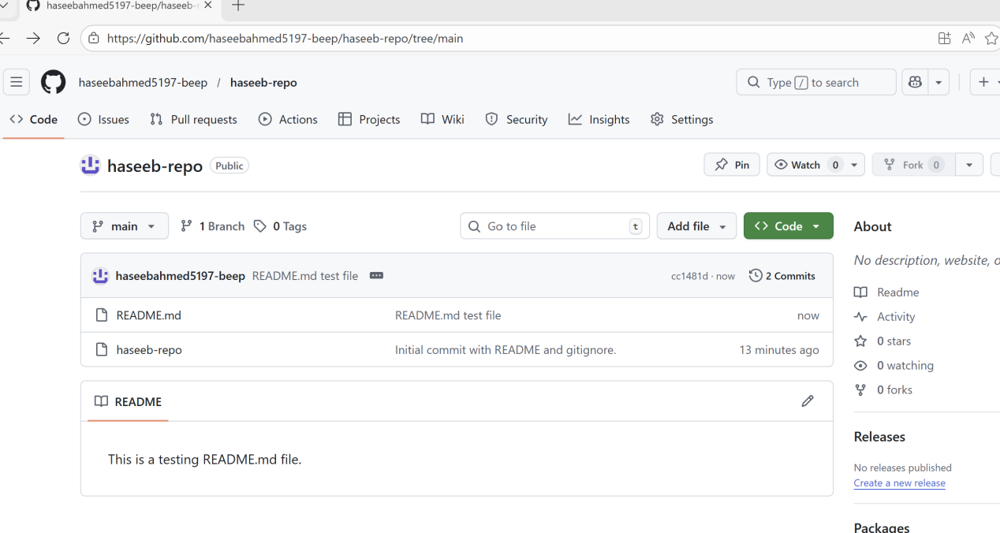 haseebahmed5197-beep/haseeb-r
https://github.com/haseebahmed5197-beep/haseeb-repo/tree/main
haseebahmed5197-beep / haseeb-repo
Type / to search
Code Issues Pull requests Actions Projects Wiki Security Insights Settings
haseeb-repo Public
Pin Watch 0 Fork 0
main 1 Branch 0 Tags Go to file t Add file Code
About
haseebahmed5197-beep README.md test file cc1481d · now 2 Commits
No description, website, o
README.md README.md test file now
Readme
Activity
haseeb-repo Initial commit with README and gitignore. 13 minutes ago
0 stars
0 watching
0 forks
README
This is a testing README.md file.
Releases
No releases published
Create a new release
Packages